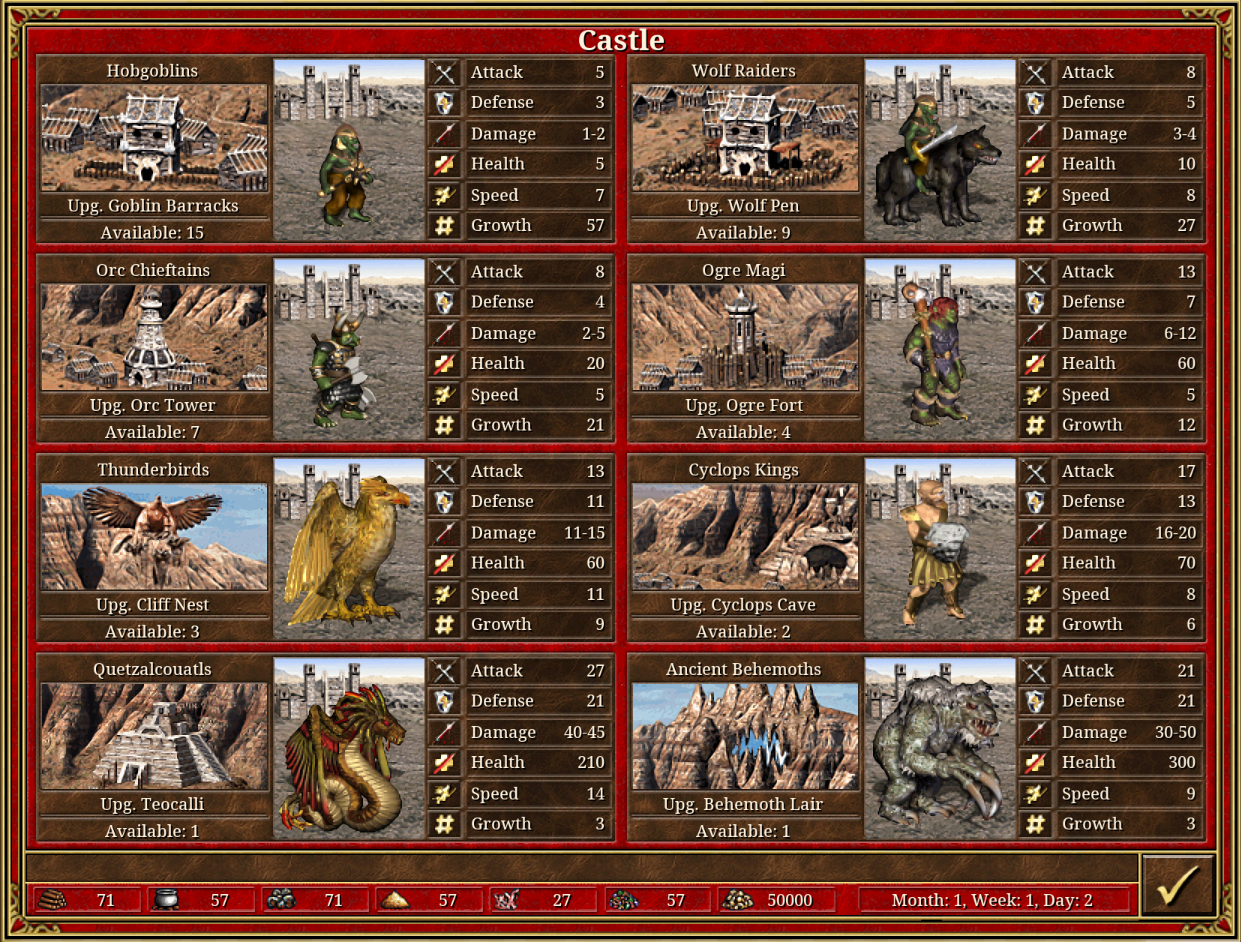 Castle
Hobgoblins
Upg. Goblin Barracks
Available: 15
Attack 5
Defense 3
Damage 1-2
Health 5
Speed 7
Growth 57
Wolf Raiders
Upg. Wolf Pen
Available: 9
Attack 8
Defense 5
Damage 3-4
Health 10
Speed 8
Growth 27
Orc Chieftains
Upg. Orc Tower
Available: 7
Attack 8
Defense 4
Damage 2-5
Health 20
Speed 5
Growth 21
Ogre Magi
Upg. Ogre Fort
Available: 4
Attack 13
Defense 7
Damage 6-12
Health 60
Speed 5
Growth 12
Thunderbirds
Upg. Cliff Nest
Available: 3
Attack 13
Defense 11
Damage 11-15
Health 60
Speed 11
Growth 9
Cyclops Kings
Upg. Cyclops Cave
Available: 2
Attack 17
Defense 13
Damage 16-20
Health 70
Speed 8
Growth 6
Quetzalcouatls
Upg. Teocalli
Available: 1
Attack 27
Defense 21
Damage 40-45
Health 210
Speed 14
Growth 3
Ancient Behemoths
Upg. Behemoth Lair
Available: 1
Attack 21
Defense 21
Damage 30-50
Health 300
Speed 9
Growth 3
71 57 71 57 27 57 50000 Month: 1, Week: 1, Day: 2